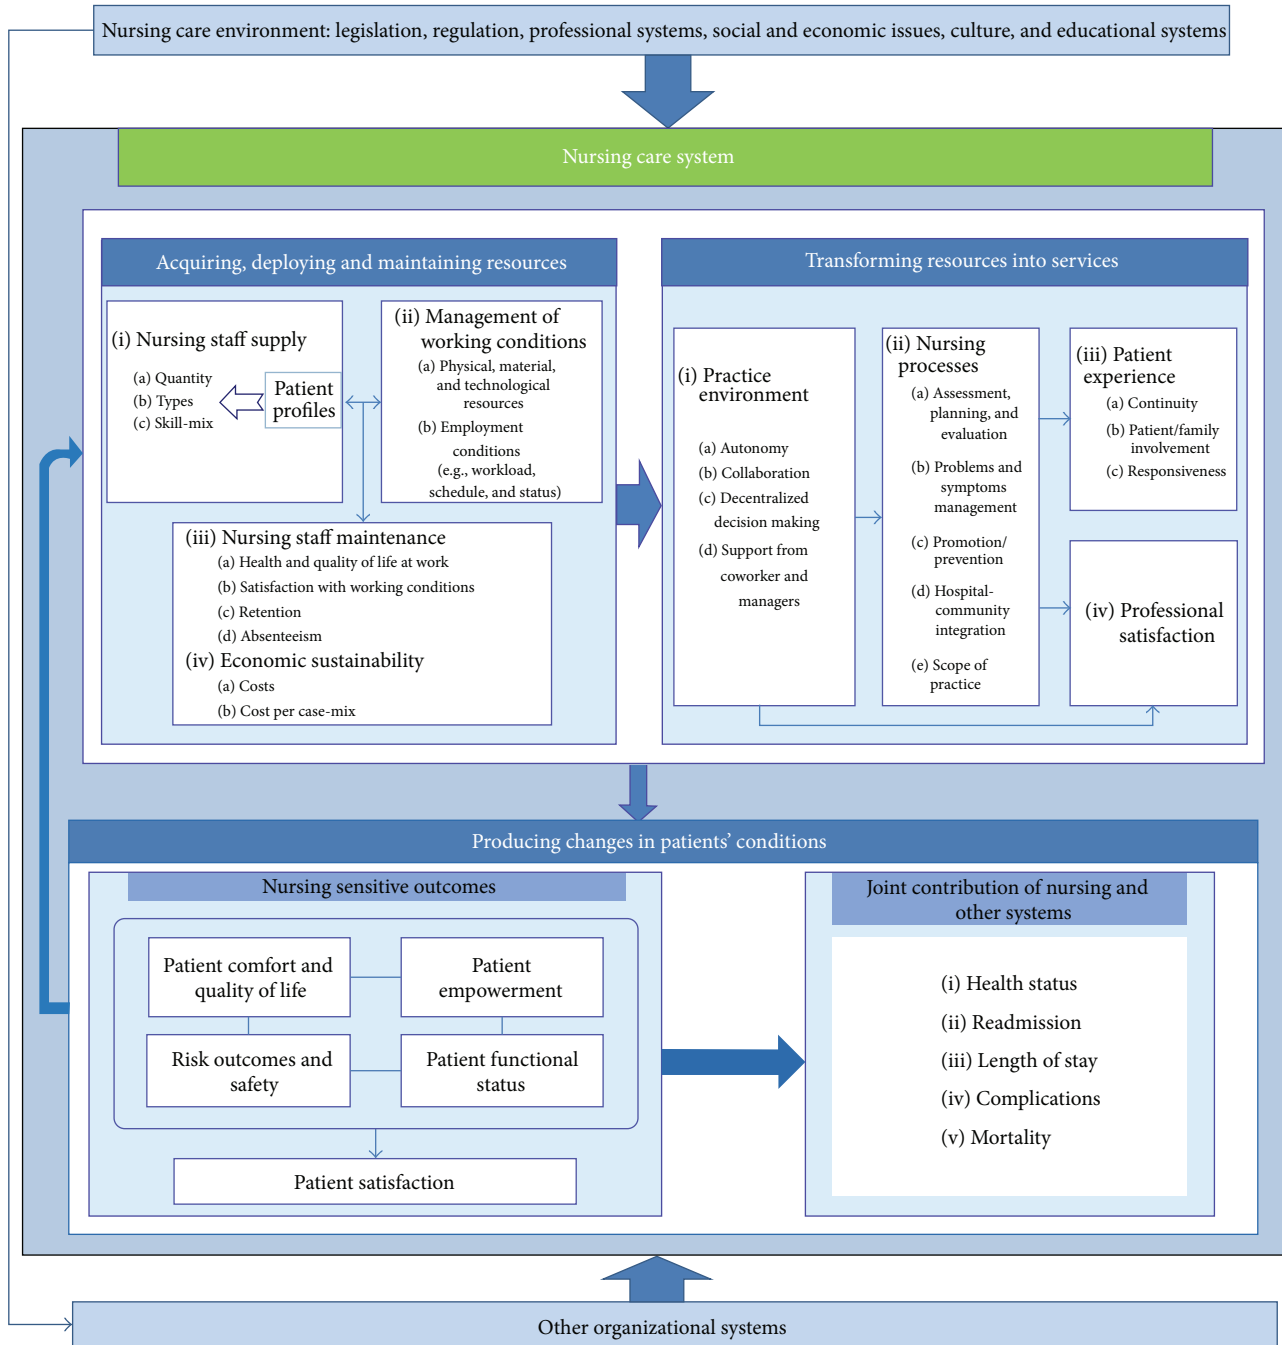 Nursing care environment: legislation, regulation, professional systems, social and economic issues, culture, and educational systems
Nursing care system
Acquiring, deploying and maintaining resources
(i) Nursing staff supply
(a) Quantity
(b) Types
(c) Skill-mix
Patient
profiles
(ii) Management of
working conditions
(a) Physical, material,
and technological
resources
(b) Employment
conditions
(e.g., workload,
schedule, and status)
(iii) Nursing staff maintenance
(a) Health and quality of life at work
(b) Satisfaction with working conditions
(c) Retention
(d) Absenteeism
(iv) Economic sustainability
(a) Costs
(b) Cost per case-mix
Transforming resources into services
(i) Practice
environment
(a) Autonomy
(b) Collaboration
(c) Decentralized
decision making
(d) Support from
coworker and
managers
(ii) Nursing
processes
(a) Assessment,
planning, and
evaluation
(b) Problems and
symptoms
management
(c) Promotion/
prevention
(d) Hospital-
community
integration
(e) Scope of
practice
(iii) Patient
experience
(a) Continuity
(b) Patient/family
involvement
(c) Responsiveness
(iv) Professional
satisfaction
Producing changes in patients’ conditions
Nursing sensitive outcomes
Patient comfort and
quality of life
Patient
empowerment
Risk outcomes and
safety
Patient functional
status
Patient satisfaction
Joint contribution of nursing and
other systems
(i) Health status
(ii) Readmission
(iii) Length of stay
(iv) Complications
(v) Mortality
Other organizational systems